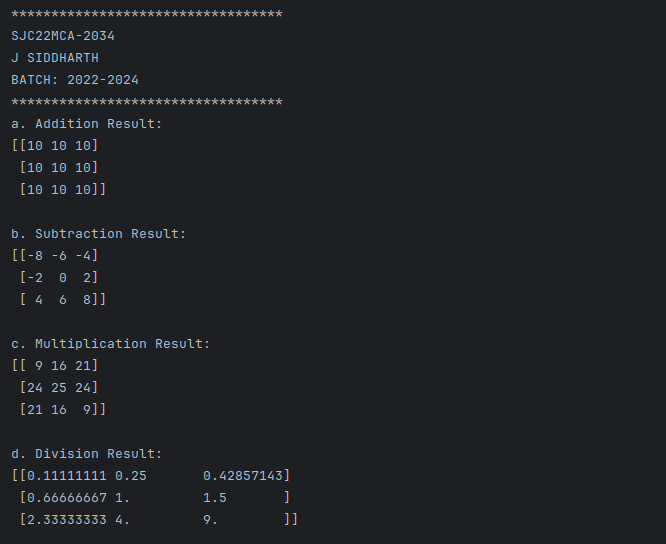 **********************************
SJC22MCA-2034
J SIDDHARTH
BATCH: 2022-2024
**********************************
a. Addition Result:
[[10 10 10]
 [10 10 10]
 [10 10 10]]

b. Subtraction Result:
[[-8 -6 -4]
 [-2  0  2]
 [ 4  6  8]]

c. Multiplication Result:
[[ 9 16 21]
 [24 25 24]
 [21 16  9]]

d. Division Result:
[[0.11111111 0.25       0.42857143]
 [0.66666667 1.         1.5       ]
 [2.33333333 4.         9.        ]]